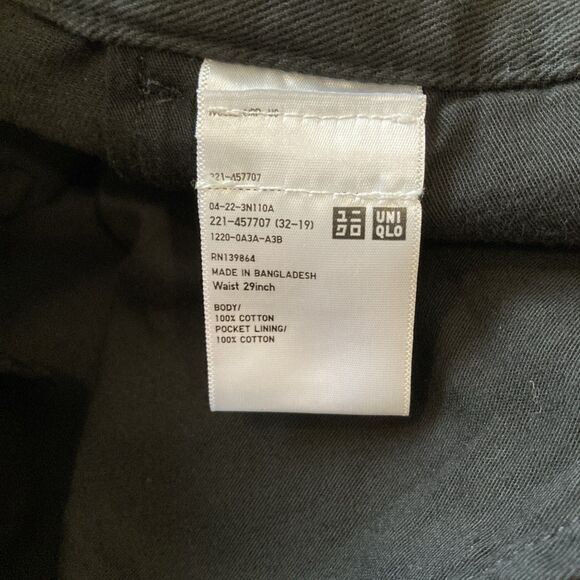 221-457707
04-22-3N110A
221-457707 (32-19)
1220-0A3A-A3B
ユニ
クロ
UNI
QLO
RN139864
MADE IN BANGLADESH
Waist 29inch
BODY/
100% COTTON
POCKET LINING/
100% COTTON